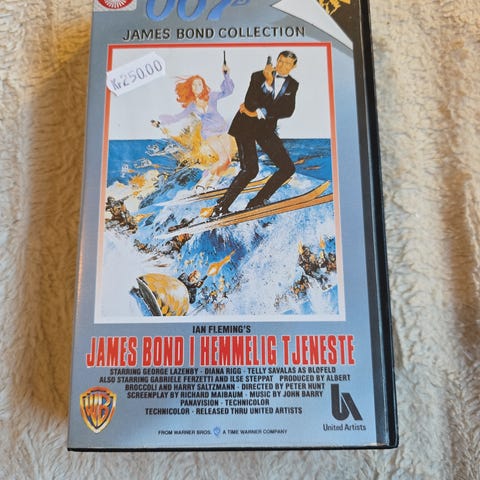 007
JAMES BOND COLLECTION
Kr250.00
IAN FLEMING'S
JAMES BOND I HEMMELIG TJENESTE
STARRING GEORGE LAZENBY · DIANA RIGG · TELLY SAVALAS AS BLØFELD
ALSO STARRING GABRIELE FERZETTI AND ILSE STEPPAT PRODUCED BY ALBERT
BROCCOLI AND HARRY SALTZMANN · DIRECTED BY PETER HUNT
SCREENPLAY BY RICHARD MAIBAUM · MUSIC BY JOHN BARRY
PANAVISION · TECHNICOLOR
TECHNICOLOR · RELEASED THRU UNITED ARTISTS
United Artists
FROM WARNER BROS. A TIME WARNER COMPANY